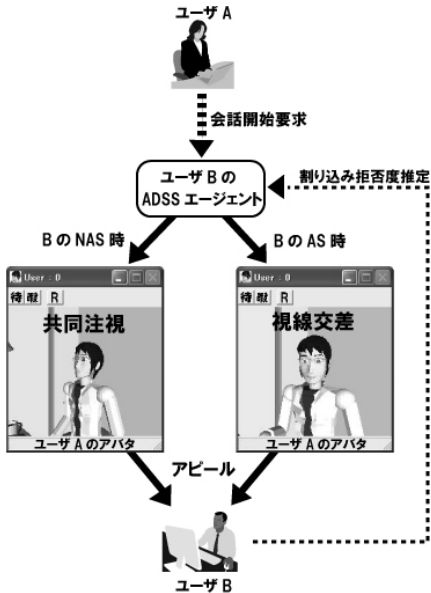 ユーザ A
会話開始要求
ユーザ B の
ADSS エージェント
割り込み拒否度推定
B の NAS 時
B の AS 時
User : 0
待 暇 R
共同注視
ユーザ A のアバタ
User : 0
待 暇 R
視線交差
ユーザ A のアバタ
アピール
ユーザ B